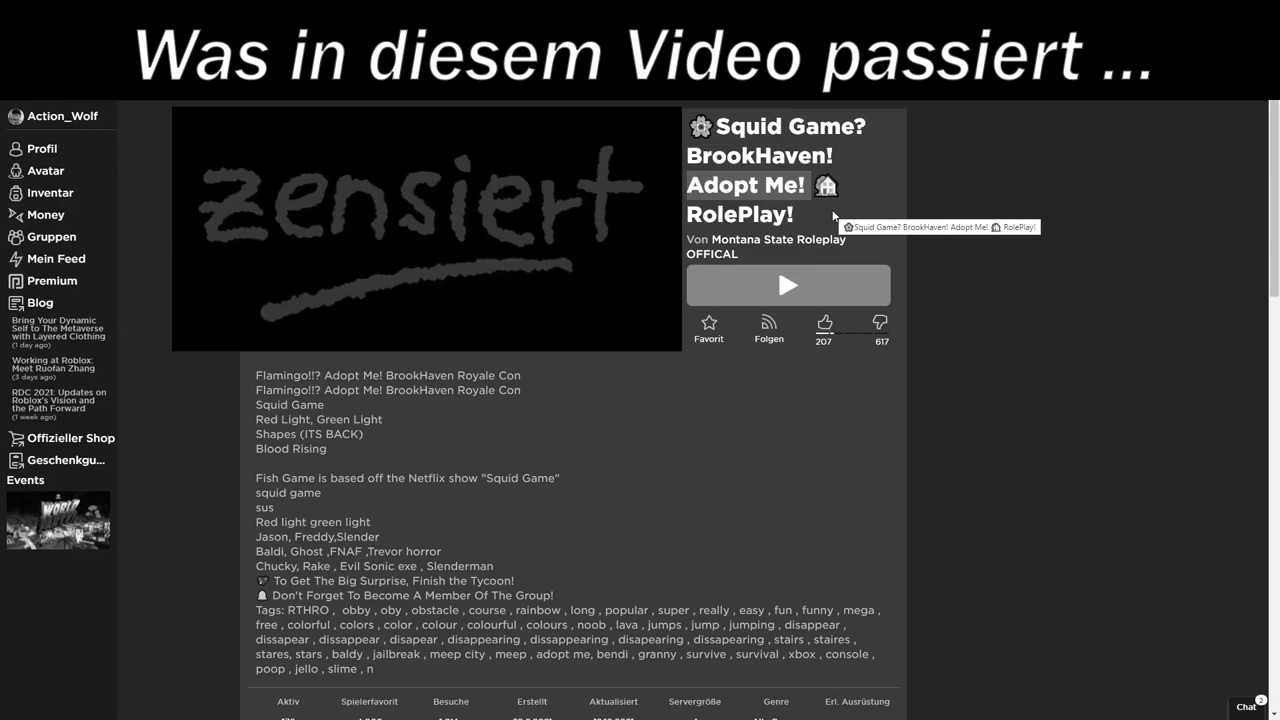 Was in diesem Video passiert ...
Action_Wolf
Profil
Avatar
Inventar
Money
Gruppen
Mein Feed
Premium
Blog
Bring Your Dynamic
Self to The Metaverse
with Layered Clothing
(1 day ago)
Working at Roblox:
Meet Ruofan Zhang
(3 days ago)
RDC 2021: Updates on
Roblox's Vision and
the Path Forward
(1 week ago)
Offizieller Shop
Geschenkgu...
Events
WORLD
zensiert
🌸Squid Game?
BrookHaven!
Adopt Me! 🏠
RolePlay!
🌸Squid Game? BrookHaven! Adopt Me! 🏠 RolePlay!
Von Montana State Roleplay
OFFICAL
Favorit
Folgen
207
617
Flamingo!!? Adopt Me! BrookHaven Royale Con
Flamingo!!? Adopt Me! BrookHaven Royale Con
Squid Game
Red Light, Green Light
Shapes (ITS BACK)
Blood Rising
Fish Game is based off the Netflix show "Squid Game"
squid game
sus
Red light green light
Jason, Freddy,Slender
Baldi, Ghost ,FNAF ,Trevor horror
Chucky, Rake , Evil Sonic exe , Slenderman
To Get The Big Surprise, Finish the Tycoon!
🔔 Don't Forget To Become A Member Of The Group!
Tags: RTHRO , obby , oby , obstacle , course , rainbow , long , popular , super , really , easy , fun , funny , mega ,
free , colorful , colors , color , colour , colourful , colours , noob , lava , jumps , jump , jumping , disappear ,
dissapear , dissappear , disapear , disappearing , dissappearing , disapearing , dissapearing , stairs , staires ,
stares, stars , baldy , jailbreak , meep city , meep , adopt me, bendi , granny , survive , survival , xbox , console ,
poop , jello , slime , n
Aktiv
Spielerfavorit
Besuche
Erstellt
Aktualisiert
Servergröße
Genre
Erl. Ausrüstung
Chat
2